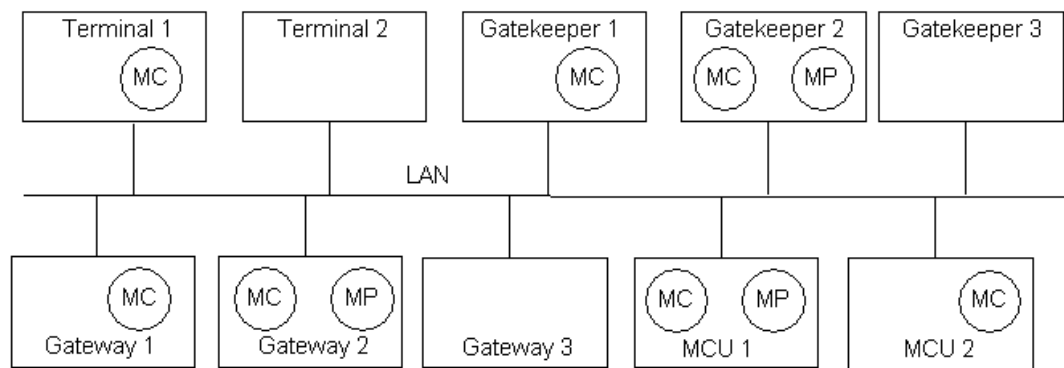 Terminal 1
MC
Terminal 2
Gatekeeper 1
MC
Gatekeeper 2
MC MP
Gatekeeper 3
LAN
MC
Gateway 1
MC MP
Gateway 2
Gateway 3
MC MP
MCU 1
MC
MCU 2